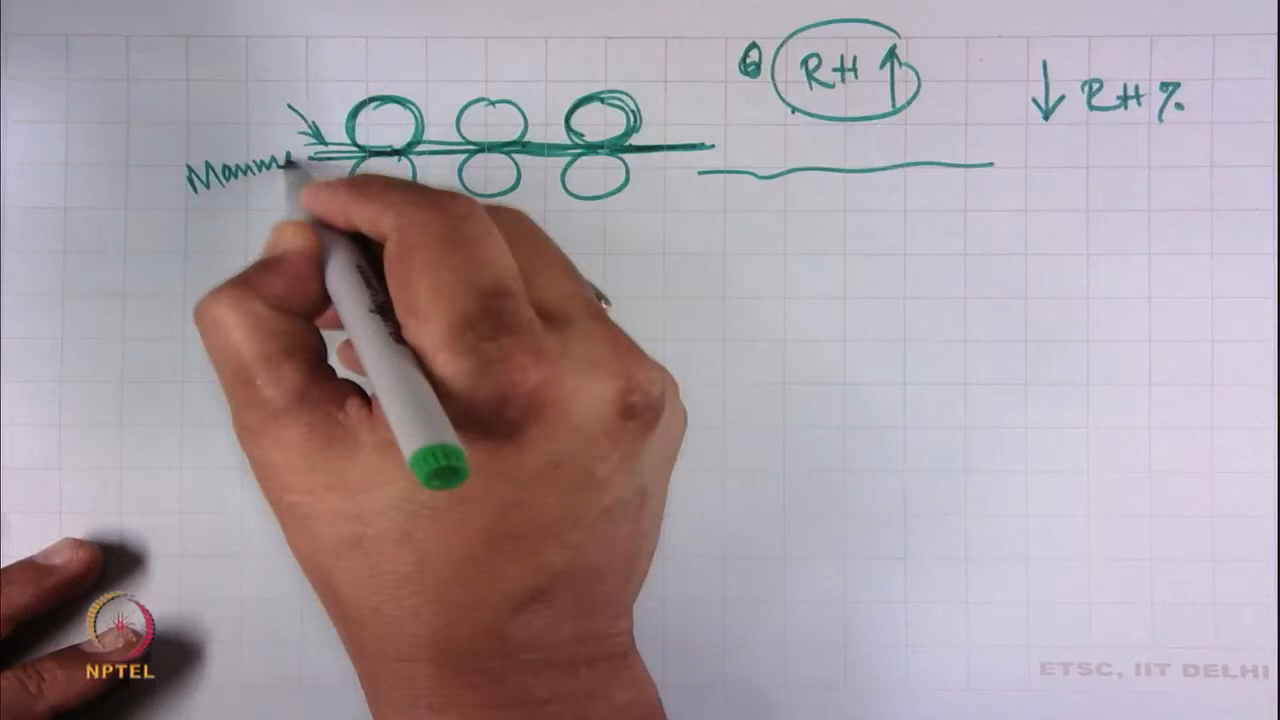 RH ↑
↓ RH %
Manme
NPTEL
ETSC, IIT DELHI